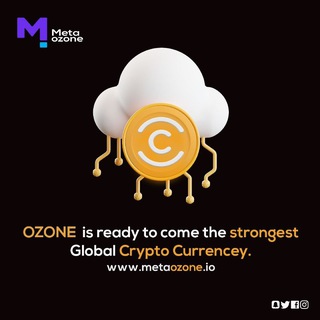 Meta
ozone
OZONE is ready to come the strongest
Global Crypto Currencey.
www.metaozone.io